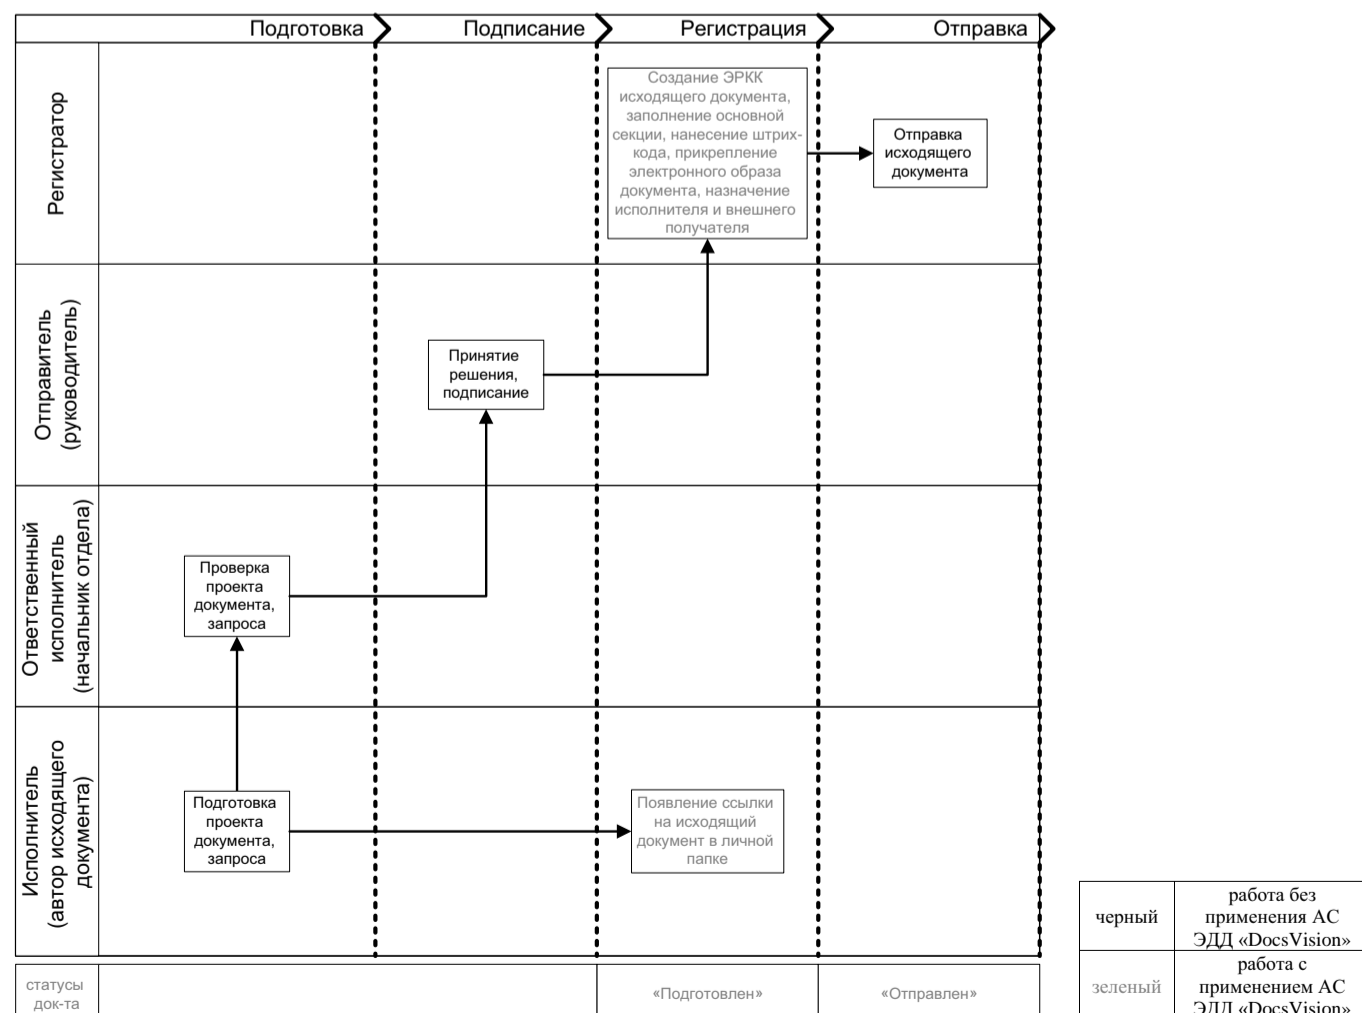 Подготовка
Подписание
Регистрация
Отправка
Регистратор
Создание ЭРКК
исходящего документа,
заполнение основной
секции, нанесение штрих-
кода, прикрепление
электронного образа
документа, назначение
исполнителя и внешнего
получателя
Отправка
исходящего
документа
Отправитель
(руководитель)
Принятие
решения,
подписание
Ответственный
исполнитель
(начальник отдела)
Проверка
проекта
документа,
запроса
Исполнитель
(автор исходящего
документа)
Подготовка
проекта
документа,
запроса
Появление ссылки
на исходящий
документ в личной
папке
статусы
док-та
«Подготовлен»
«Отправлен»
черный
работа без
применения АС
ЭДД «DocsVision»
зеленый
работа с
применением АС
ЭДД «DocsVision»